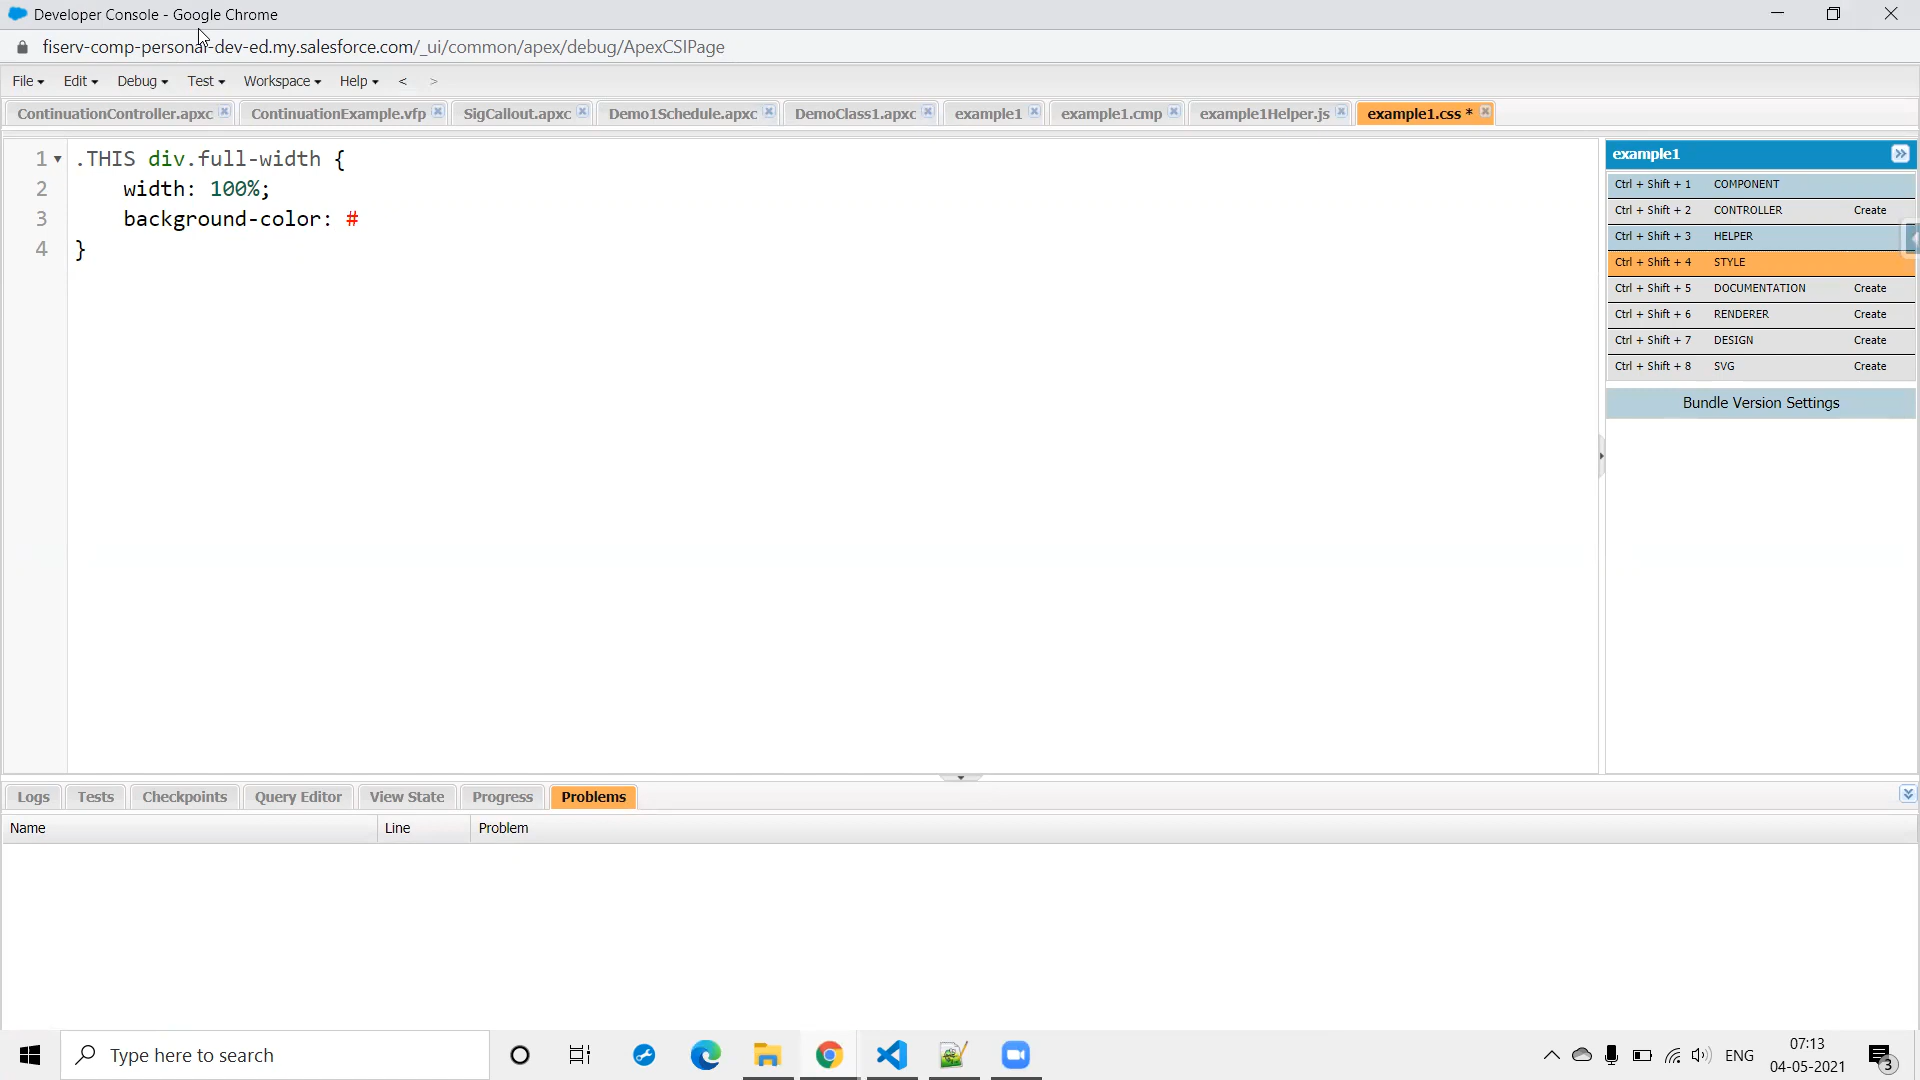 Developer Console - Google Chrome
fiserv-comp-personal-dev-ed.my.salesforce.com/_ui/common/apex/debug/ApexCSIPage
File Edit Debug Test Workspace Help < >
ContinuationController.apxc ContinuationExample.vfp SigCallout.apxc Demo1Schedule.apxc DemoClass1.apxc example1 example1.cmp example1Helper.js example1.css *
1 .THIS div.full-width {
2 width: 100%;
3 background-color: #
4 }
example1
Ctrl + Shift + 1 COMPONENT
Ctrl + Shift + 2 CONTROLLER Create
Ctrl + Shift + 3 HELPER
Ctrl + Shift + 4 STYLE
Ctrl + Shift + 5 DOCUMENTATION Create
Ctrl + Shift + 6 RENDERER Create
Ctrl + Shift + 7 DESIGN Create
Ctrl + Shift + 8 SVG Create
Bundle Version Settings
Logs Tests Checkpoints Query Editor View State Progress Problems
Name Line Problem
Type here to search
ENG
07:13
04-05-2021
3